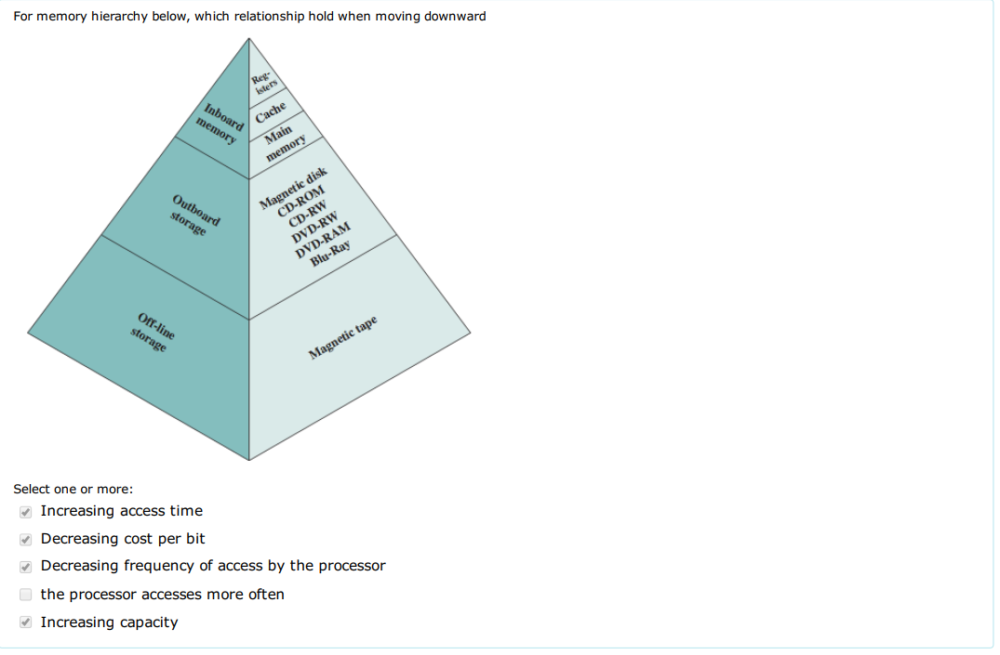 For memory hierarchy below, which relationship hold when moving downward
Reg-
isters
Cache
Main
memory
Inboard
memory
Magnetic disk
CD-ROM
CD-RW
DVD-RW
DVD-RAM
Blu-Ray
Outboard
storage
Magnetic tape
Off-line
storage
Select one or more:
Increasing access time
Decreasing cost per bit
Decreasing frequency of access by the processor
the processor accesses more often
Increasing capacity